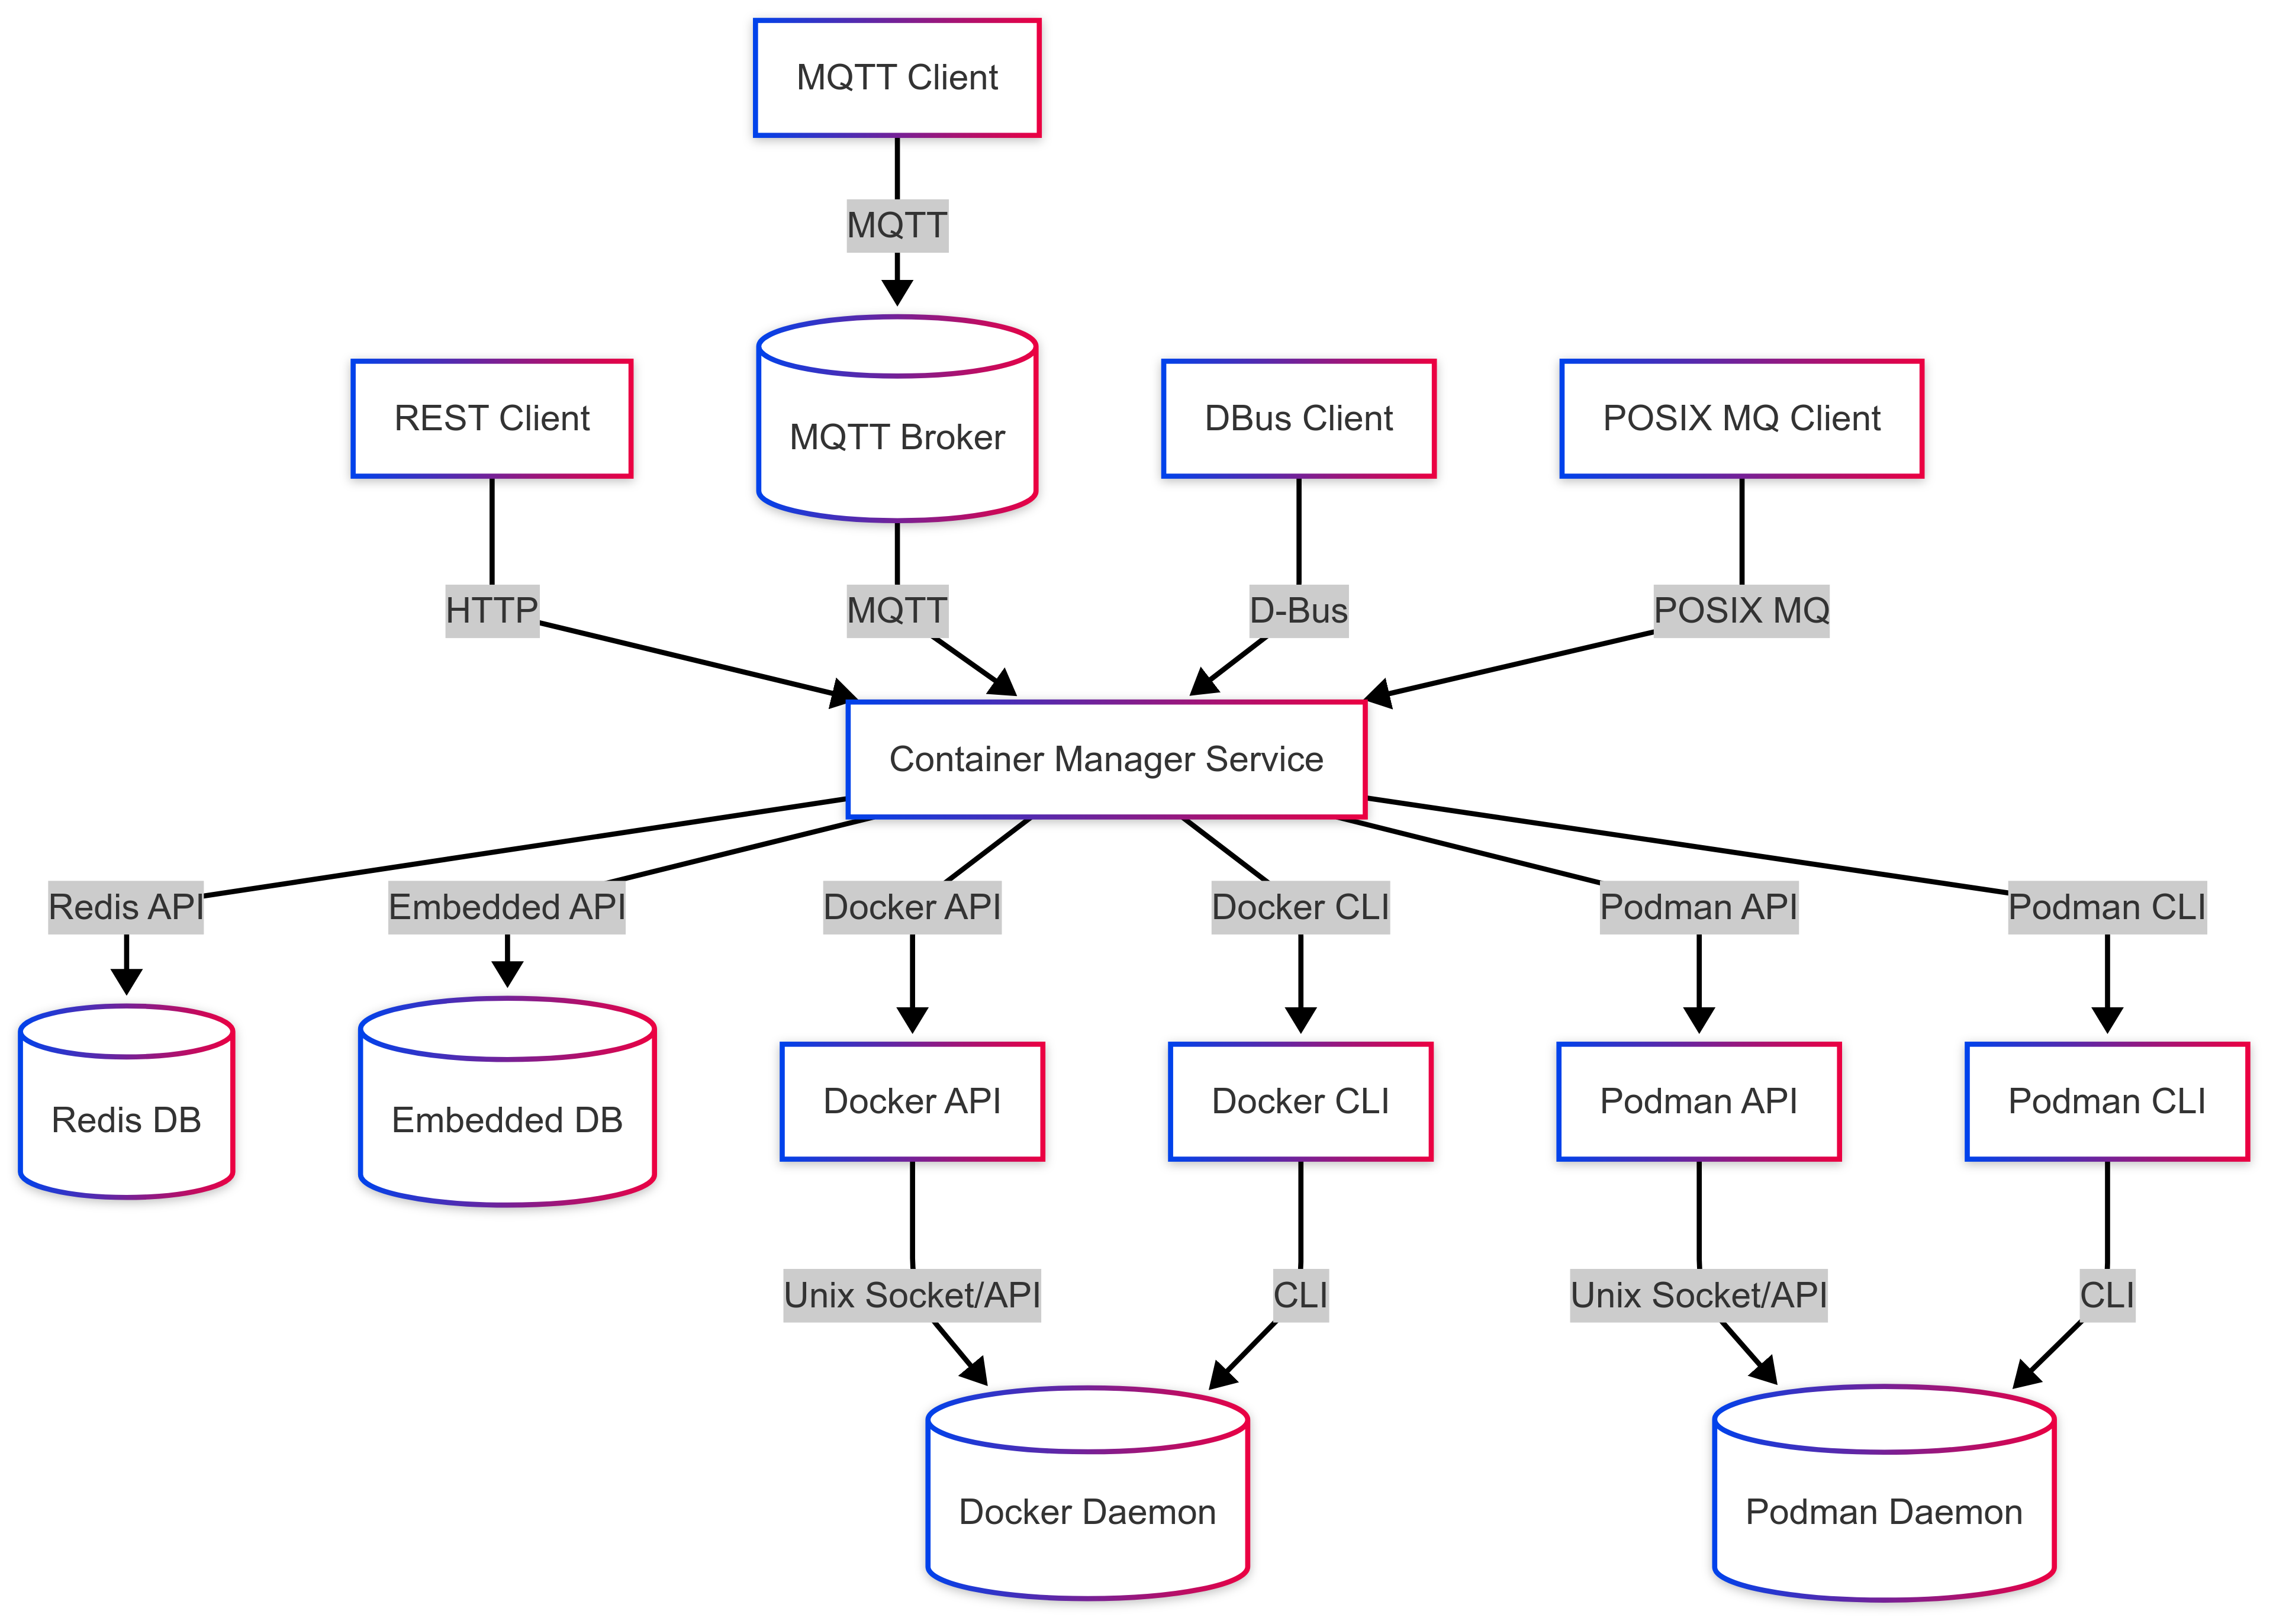 MQTT Client
MQTT
REST Client
MQTT Broker
DBus Client
POSIX MQ Client
HTTP
MQTT
D-Bus
POSIX MQ
Container Manager Service
Redis API
Embedded API
Docker API
Docker CLI
Podman API
Podman CLI
Redis DB
Embedded DB
Docker API
Docker CLI
Podman API
Podman CLI
Unix Socket/API
CLI
Unix Socket/API
CLI
Docker Daemon
Podman Daemon